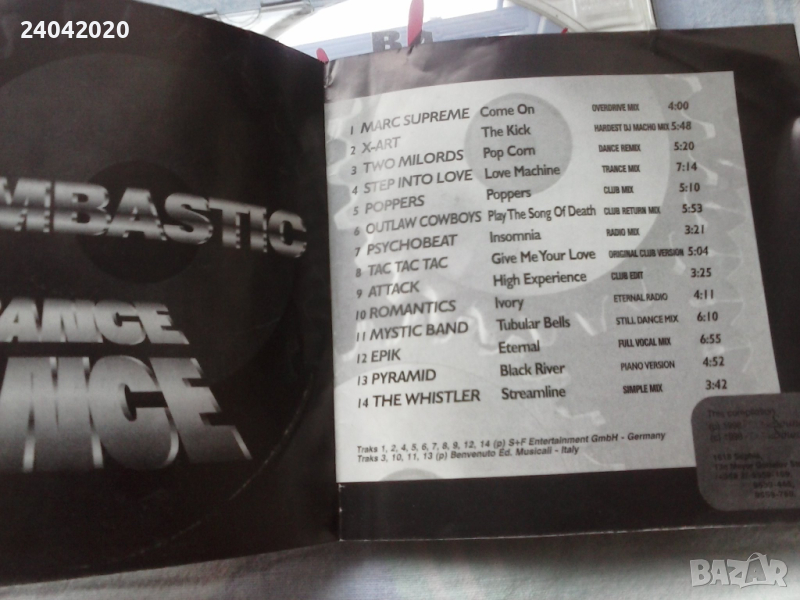 24042020
MBASTIC
ANCE
NCE
1 MARC SUPREME Come On OVERDRIVE MIX 4:00
2 X-ART The Kick HARDEST DJ MACHO MIX 5:48
3 TWO MILORDS Pop Corn DANCE REMIX 5:20
4 STEP INTO LOVE Love Machine TRANCE MIX 7:14
5 POPPERS Poppers CLUB MIX 5:10
6 OUTLAW COWBOYS Play The Song Of Death CLUB RETURN MIX 5:53
7 PSYCHOBEAT Insomnia RADIO MIX 3:21
8 TAC TAC TAC Give Me Your Love ORIGINAL CLUB VERSION 5:04
9 ATTACK High Experience CLUB EDIT 3:25
10 ROMANTICS Ivory ETERNAL RADIO 4:11
11 MYSTIC BAND Tubular Bells STILL DANCE MIX 6:10
12 EPIK Eternal FULL VOCAL MIX 6:55
13 PYRAMID Black River PIANO VERSION 4:52
14 THE WHISTLER Streamline SIMPLE MIX 3:42
Traks 1, 2, 4, 5, 6, 7, 8, 9, 12, 14 (p) S+F Entertainment GmbH - Germany
Traks 3, 10, 11, 13 (p) Benvenuto Ed. Musicali - Italy
This compilation
BAZAR